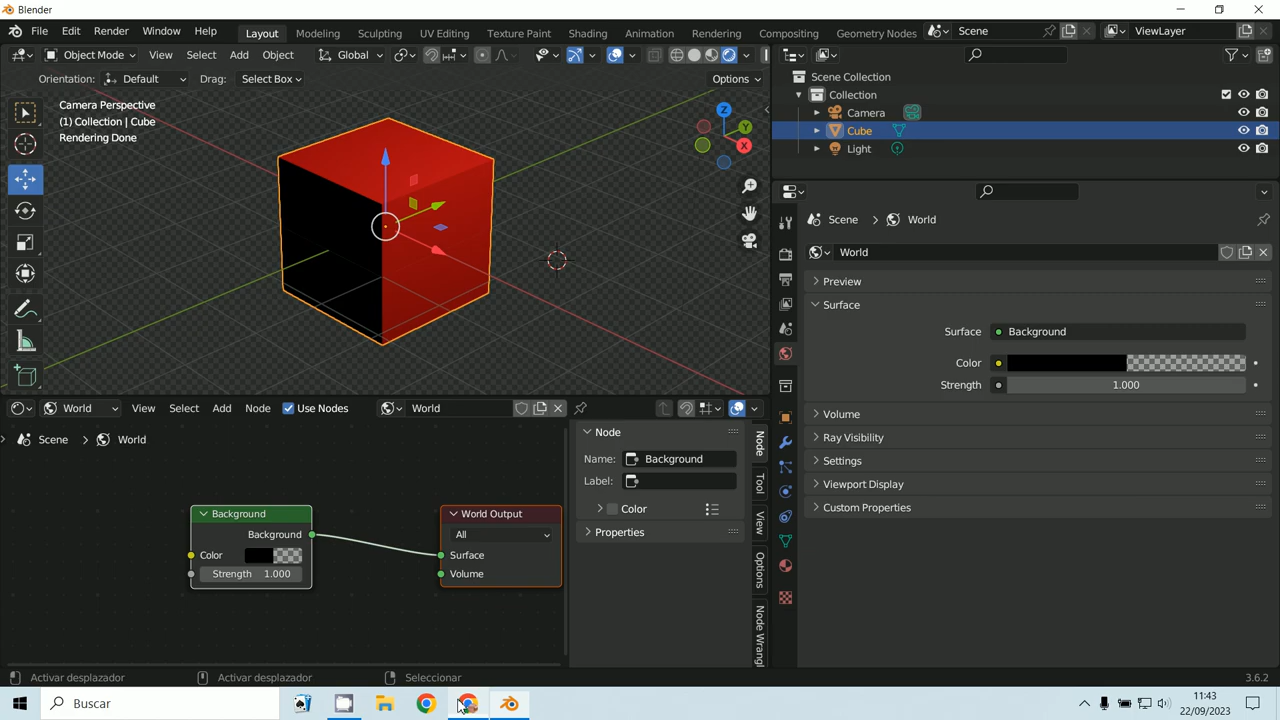 Blender
File Edit Render Window Help
Layout Modeling Sculpting UV Editing Texture Paint Shading Animation Rendering Compositing Geometry Nodes
Scene
ViewLayer
Object Mode View Select Add Object
Global
Orientation: Default Drag: Select Box
Options
Camera Perspective
(1) Collection | Cube
Rendering Done
Z
Y
X
Scene Collection
Collection
Camera
Cube
Light
Scene > World
World
Preview
Surface
Surface Background
Color
Strength 1.000
Volume
Ray Visibility
Settings
Viewport Display
Custom Properties
World View Select Add Node Use Nodes
World
Scene > World
Background
Background
Color
Strength 1.000
World Output
All
Surface
Volume
Node
Name: Background
Label:
Color
Properties
Node
Tool
View
Options
Node Wrangl
Activar desplazador
Activar desplazador
Seleccionar
3.6.2
Buscar
11:43
22/09/2023